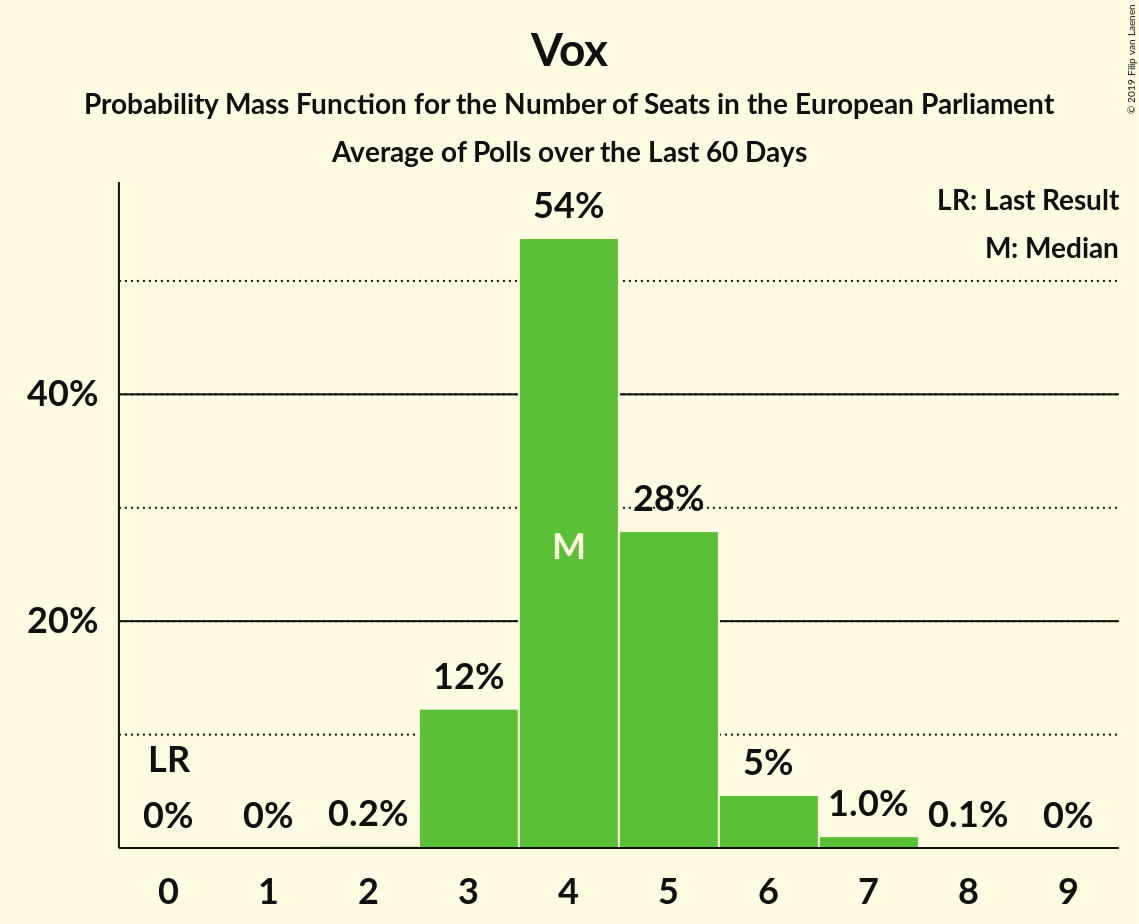 Vox
Probability Mass Function for the Number of Seats in the European Parliament
Average of Polls over the Last 60 Days
© 2019 Filip van Laenen
LR: Last Result
M: Median
54%
40%
28%
M
20%
12%
LR
5%
0%
0%
0.2%
1.0%
0.1%
0%
0
1
2
3
4
5
6
7
8
9